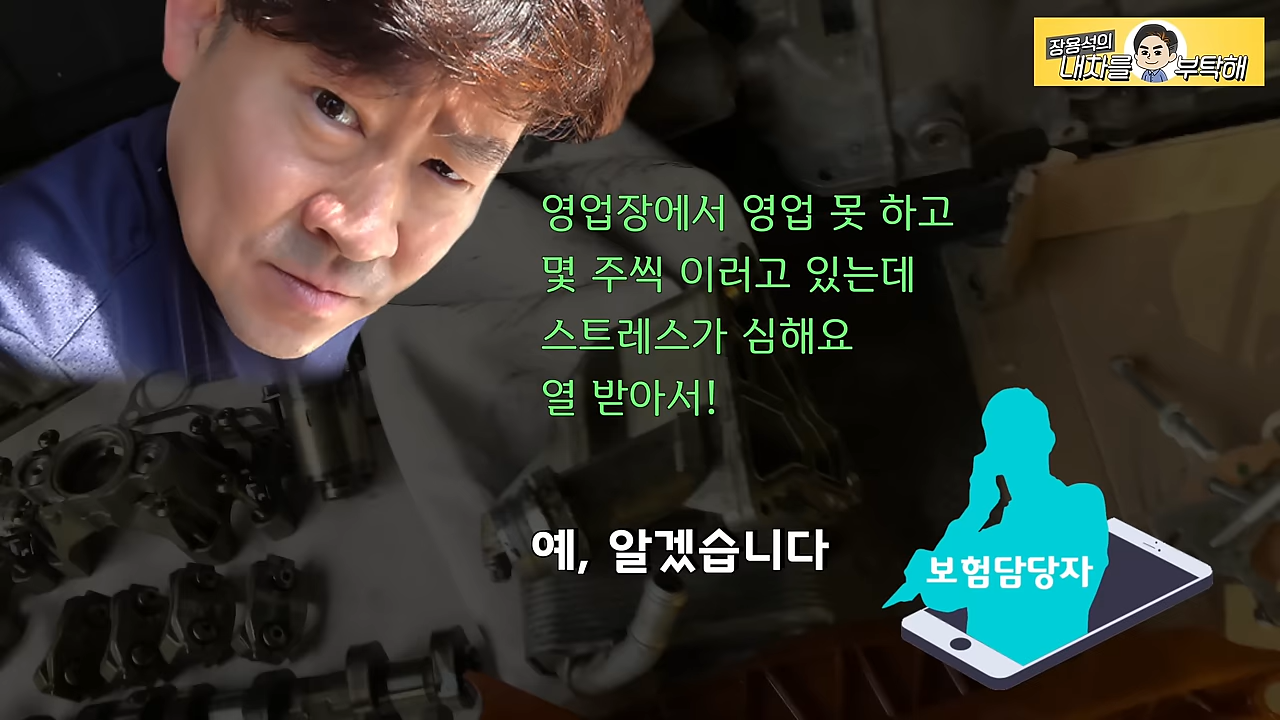 장용석의
내차를 부탁해
영업장에서 영업 못 하고
몇 주씩 이러고 있는데
스트레스가 심해요
열 받아서!
예, 알겠습니다
보험담당자